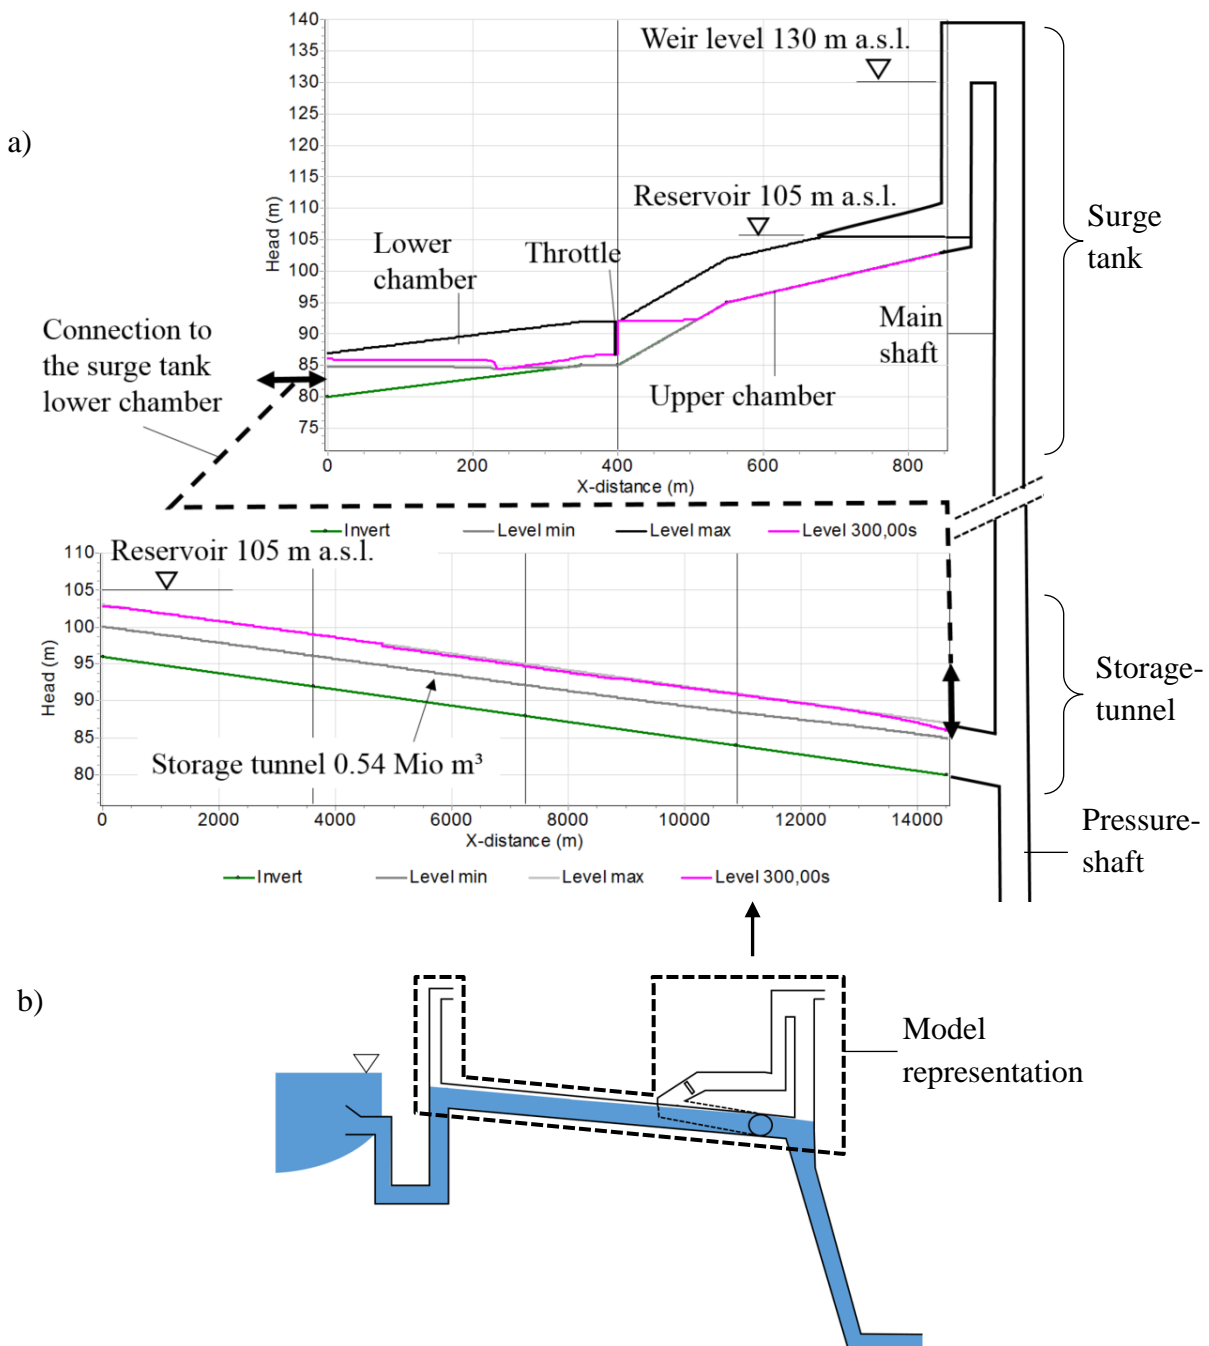 a)
140
135
130
125
120
115
110
105
100
95
90
85
80
75
Head (m)
Weir level 130 m a.s.l.
Reservoir 105 m a.s.l.
Lower
chamber
Throttle
Connection to
the surge tank
lower chamber
Main
shaft
Upper chamber
Surge
tank
0 200 400 600 800
X-distance (m)
Invert Level min Level max Level 300,00s
Reservoir 105 m a.s.l.
110
105
100
95
90
85
80
Head (m)
Storage tunnel 0.54 Mio m³
Storage-
tunnel
Pressure-
shaft
0 2000 4000 6000 8000 10000 12000 14000
X-distance (m)
Invert Level min Level max Level 300,00s
b)
Model
representation